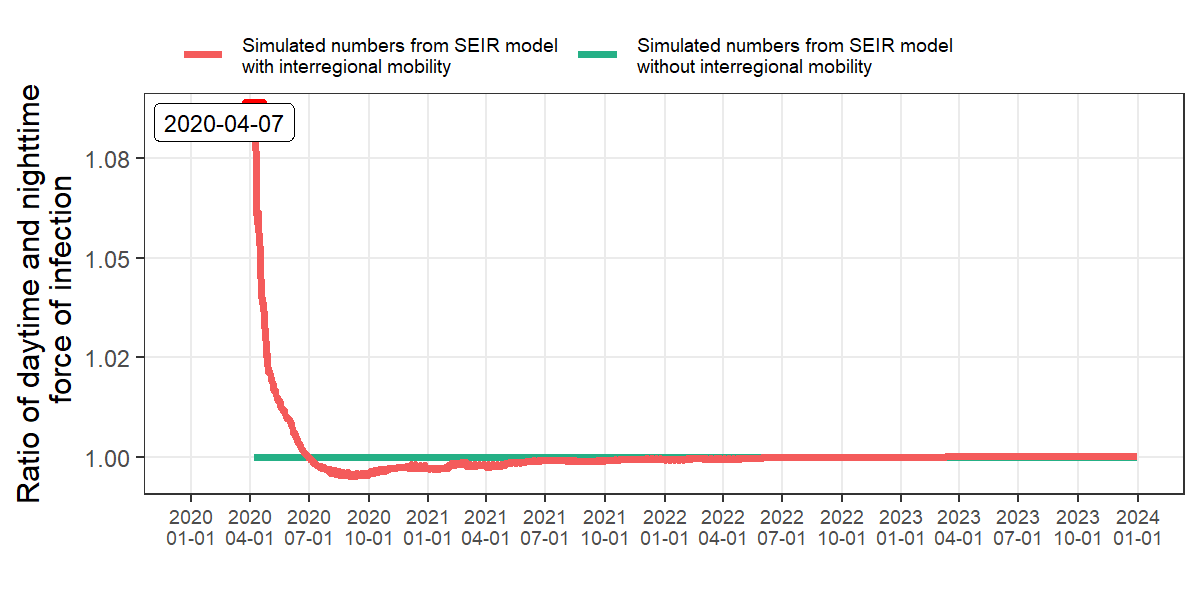 Simulated numbers from SEIR model
with interregional mobility
Simulated numbers from SEIR model
without interregional mobility
Ratio of daytime and nighttime
force of infection
2020-04-07
1.08
1.05
1.02
1.00
2020 2020 2020 2020 2021 2021 2021 2021 2022 2022 2022 2022 2023 2023 2023 2023 2024
01-01 04-01 07-01 10-01 01-01 04-01 07-01 10-01 01-01 04-01 07-01 10-01 01-01 04-01 07-01 10-01 01-01